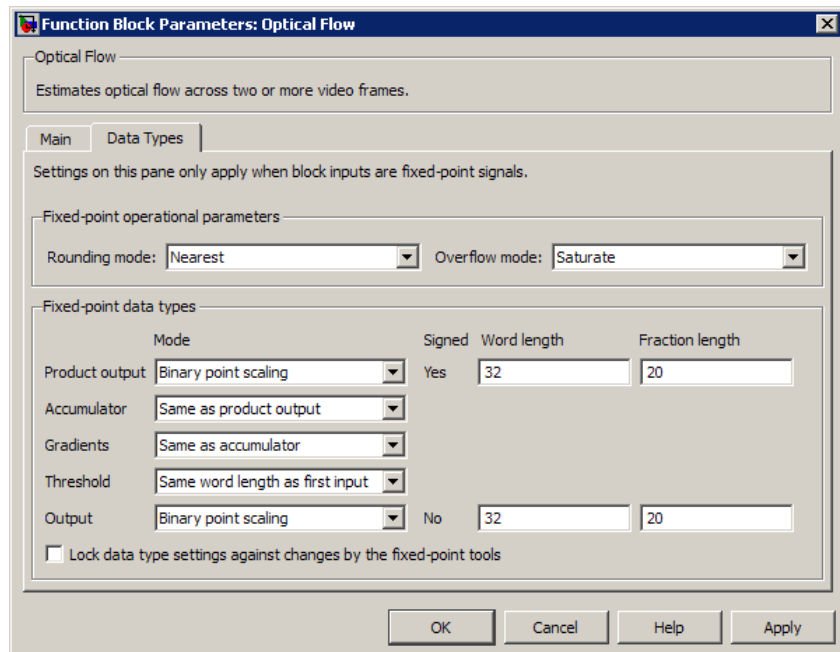 Function Block Parameters: Optical Flow
Optical Flow
Estimates optical flow across two or more video frames.
Main Data Types
Settings on this pane only apply when block inputs are fixed-point signals.
Fixed-point operational parameters
Rounding mode: Nearest Overflow mode: Saturate
Fixed-point data types
Mode Signed Word length Fraction length
Product output Binary point scaling Yes 32 20
Accumulator Same as product output
Gradients Same as accumulator
Threshold Same word length as first input
Output Binary point scaling No 32 20
Lock data type settings against changes by the fixed-point tools
OK Cancel Help Apply